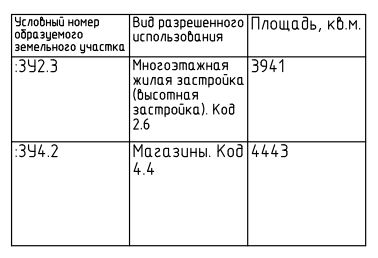 Условный номер образуемого земельного участка
Вид разрешенного использования
Площадь, кв.м.
:ЗУ2.3
Многоэтажная жилая застройка (высотная застройка). Код 2.6
3941
:ЗУ4.2
Магазины. Код 4.4
4443